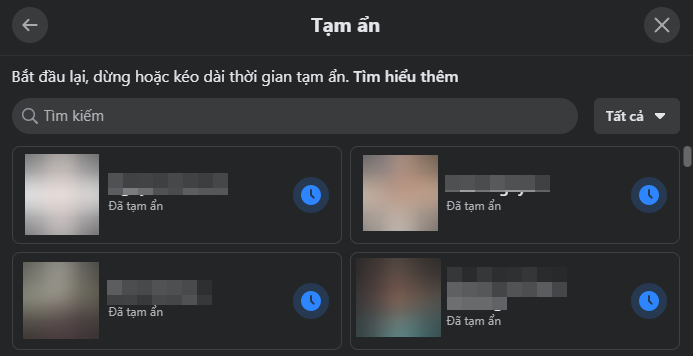 Tạm ẩn
Bắt đầu lại, dừng hoặc kéo dài thời gian tạm ẩn. Tìm hiểu thêm
Tìm kiếm
Tất cả
Đã tạm ẩn
Đã tạm ẩn
Đã tạm ẩn
Đã tạm ẩn